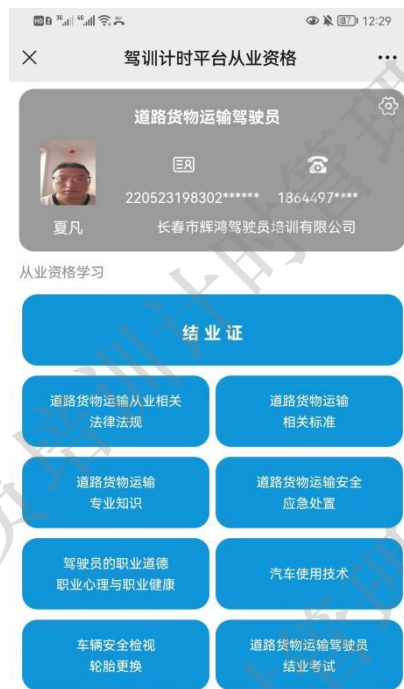 12:29
驾训计时平台从业资格
道路货物运输驾驶员
220523198302****** 1864497****
夏凡 长春市辉鸿驾驶员培训有限公司
从业资格学习
结业证
道路货物运输从业相关
法律法规
道路货物运输
相关标准
道路货物运输
专业知识
道路货物运输安全
应急处置
驾驶员的职业道德
职业心理与职业健康
汽车使用技术
车辆安全检视
轮胎更换
道路货物运输驾驶员
结业考试